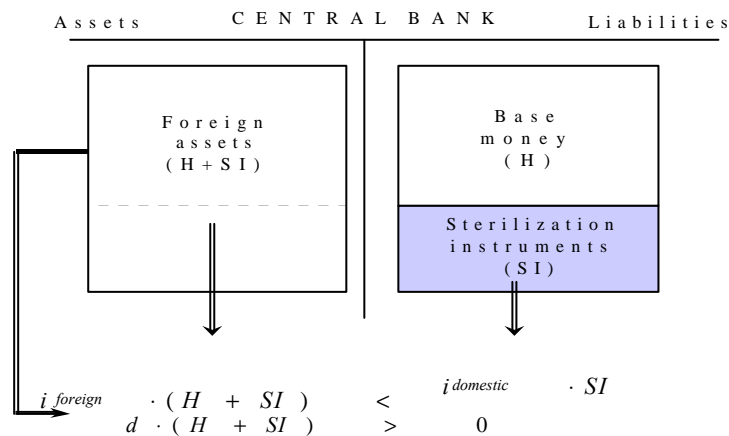 Assets CENTRAL BANK Liabilities
Foreign
assets
(H+SI)
Base
money
(H)
Sterilization
instruments
(SI)
i foreign · (H + SI) < i domestic · SI
d · (H + SI) > 0